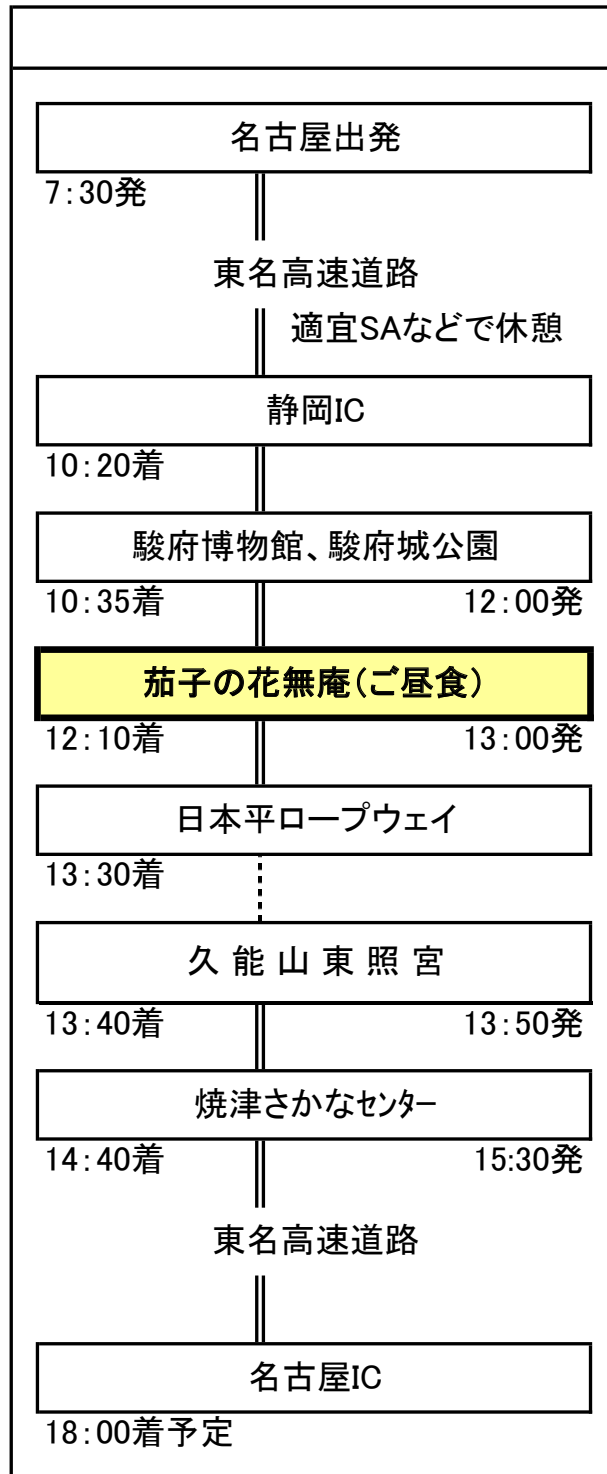 名古屋出発
7:30発
東名高速道路
適宜SAなどで休憩
静岡IC
10:20着
駿府博物館、駿府城公園
10:35着 12:00発
茄子の花無庵(ご昼食)
12:10着 13:00発
日本平ロープウェイ
13:30着
久能山東照宮
13:40着 13:50発
焼津さかなセンター
14:40着 15:30発
東名高速道路
名古屋IC
18:00着予定